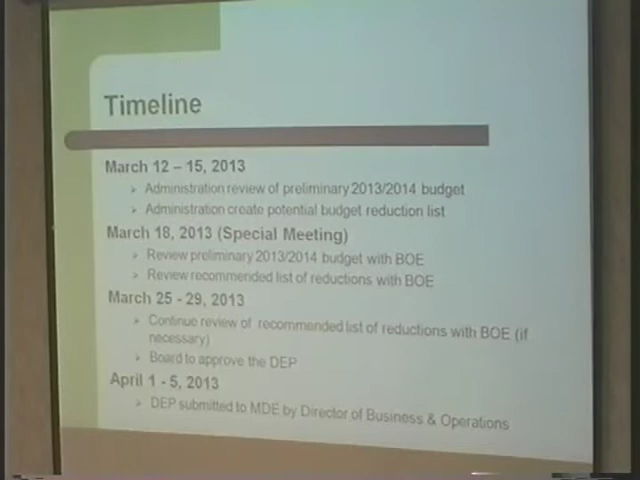 Timeline
March 12 – 15, 2013
Administration review of preliminary 2013/2014 budget
Administration create potential budget reduction list
March 18, 2013 (Special Meeting)
Review preliminary 2013/2014 budget with BOE
Review recommended list of reductions with BOE
March 25 - 29, 2013
Continue review of recommended list of reductions with BOE (if
necessary)
Board to approve the DEP
April 1 - 5, 2013
DEP submitted to MDE by Director of Business & Operations